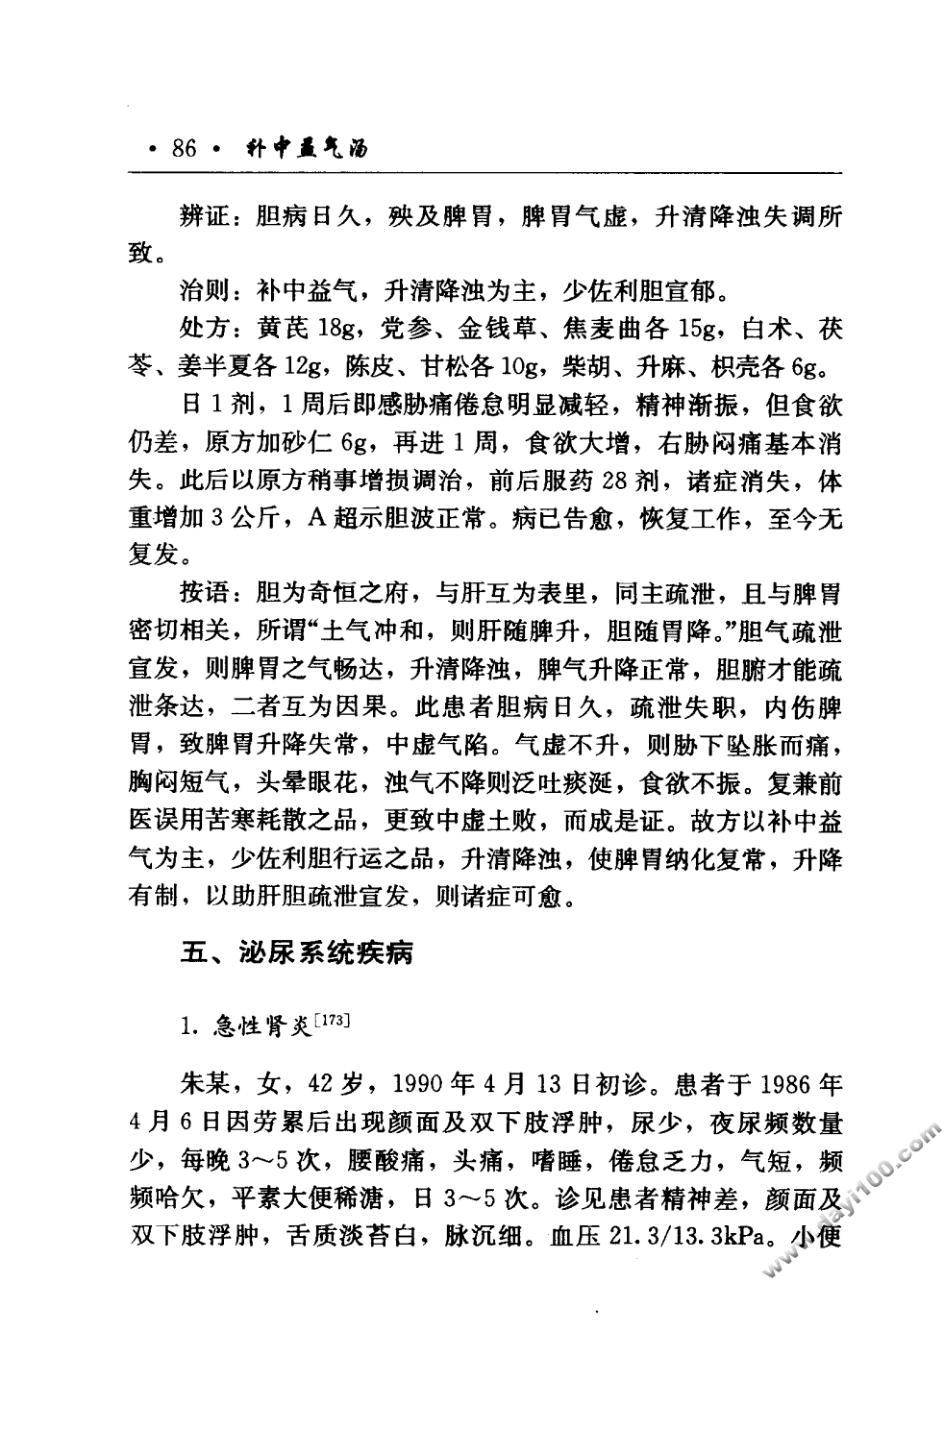 · 86 · 补中益气汤
辨证：胆病日久，殃及脾胃，脾胃气虚，升清降浊失调所
致。
治则：补中益气，升清降浊为主，少佐利胆宣郁。
处方：黄芪 18g，党参、金钱草、焦麦曲各 15g，白术、茯
苓、姜半夏各 12g，陈皮、甘松各 10g，柴胡、升麻、枳壳各 6g。
日 1 剂，1 周后即感胁痛倦怠明显减轻，精神渐振，但食欲
仍差，原方加砂仁 6g，再进 1 周，食欲大增，右胁闷痛基本消
失。此后以原方稍事增损调治，前后服药 28 剂，诸症消失，体
重增加 3 公斤，A 超示胆波正常。病已告愈，恢复工作，至今无
复发。
按语：胆为奇恒之府，与肝互为表里，同主疏泄，且与脾胃
密切相关，所谓“土气冲和，则肝随脾升，胆随胃降。”胆气疏泄
宣发，则脾胃之气畅达，升清降浊，脾气升降正常，胆腑才能疏
泄条达，二者互为因果。此患者胆病日久，疏泄失职，内伤脾
胃，致脾胃升降失常，中虚气陷。气虚不升，则胁下坠胀而痛，
胸闷短气，头晕眼花，浊气不降则泛吐痰涎，食欲不振。复兼前
医误用苦寒耗散之品，更致中虚土败，而成是证。故方以补中益
气为主，少佐利胆行运之品，升清降浊，使脾胃纳化复常，升降
有制，以助肝胆疏泄宣发，则诸症可愈。
五、泌尿系统疾病
1. 急性肾炎[173]
朱某，女，42 岁，1990 年 4 月 13 日初诊。患者于 1986 年
4 月 6 日因劳累后出现颜面及双下肢浮肿，尿少，夜尿频数量
少，每晚 3～5 次，腰酸痛，头痛，嗜睡，倦怠乏力，气短，频
频哈欠，平素大便稀溏，日 3～5 次。诊见患者精神差，颜面及
双下肢浮肿，舌质淡苔白，脉沉细。血压 21.3/13.3kPa。小便
www.dayi100.com